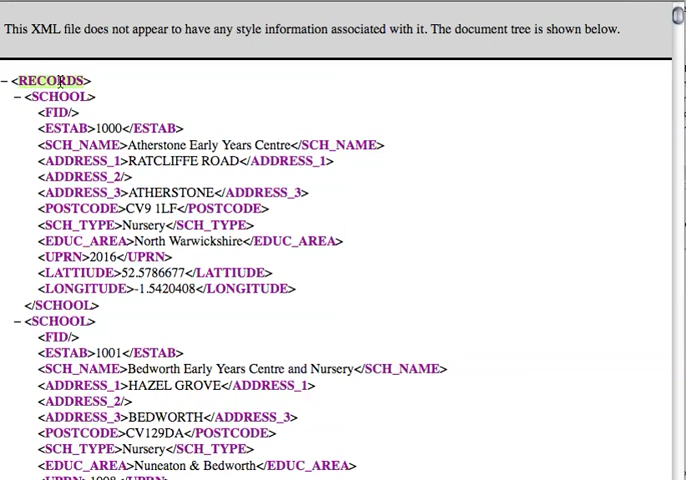 This XML file does not appear to have any style information associated with it. The document tree is shown below.
– <RECORDS>
– <SCHOOL>
<FID/>
<ESTAB>1000</ESTAB>
<SCH_NAME>Atherstone Early Years Centre</SCH_NAME>
<ADDRESS_1>RATCLIFFE ROAD</ADDRESS_1>
<ADDRESS_2/>
<ADDRESS_3>ATHERSTONE</ADDRESS_3>
<POSTCODE>CV9 1LF</POSTCODE>
<SCH_TYPE>Nursery</SCH_TYPE>
<EDUC_AREA>North Warwickshire</EDUC_AREA>
<UPRN>2016</UPRN>
<LATTIUDE>52.5786677</LATTIUDE>
<LONGITUDE>-1.5420408</LONGITUDE>
</SCHOOL>
– <SCHOOL>
<FID/>
<ESTAB>1001</ESTAB>
<SCH_NAME>Bedworth Early Years Centre and Nursery</SCH_NAME>
<ADDRESS_1>HAZEL GROVE</ADDRESS_1>
<ADDRESS_2/>
<ADDRESS_3>BEDWORTH</ADDRESS_3>
<POSTCODE>CV129DA</POSTCODE>
<SCH_TYPE>Nursery</SCH_TYPE>
<EDUC_AREA>Nuneaton & Bedworth</EDUC_AREA>
<UPRN>1008</UPRN>